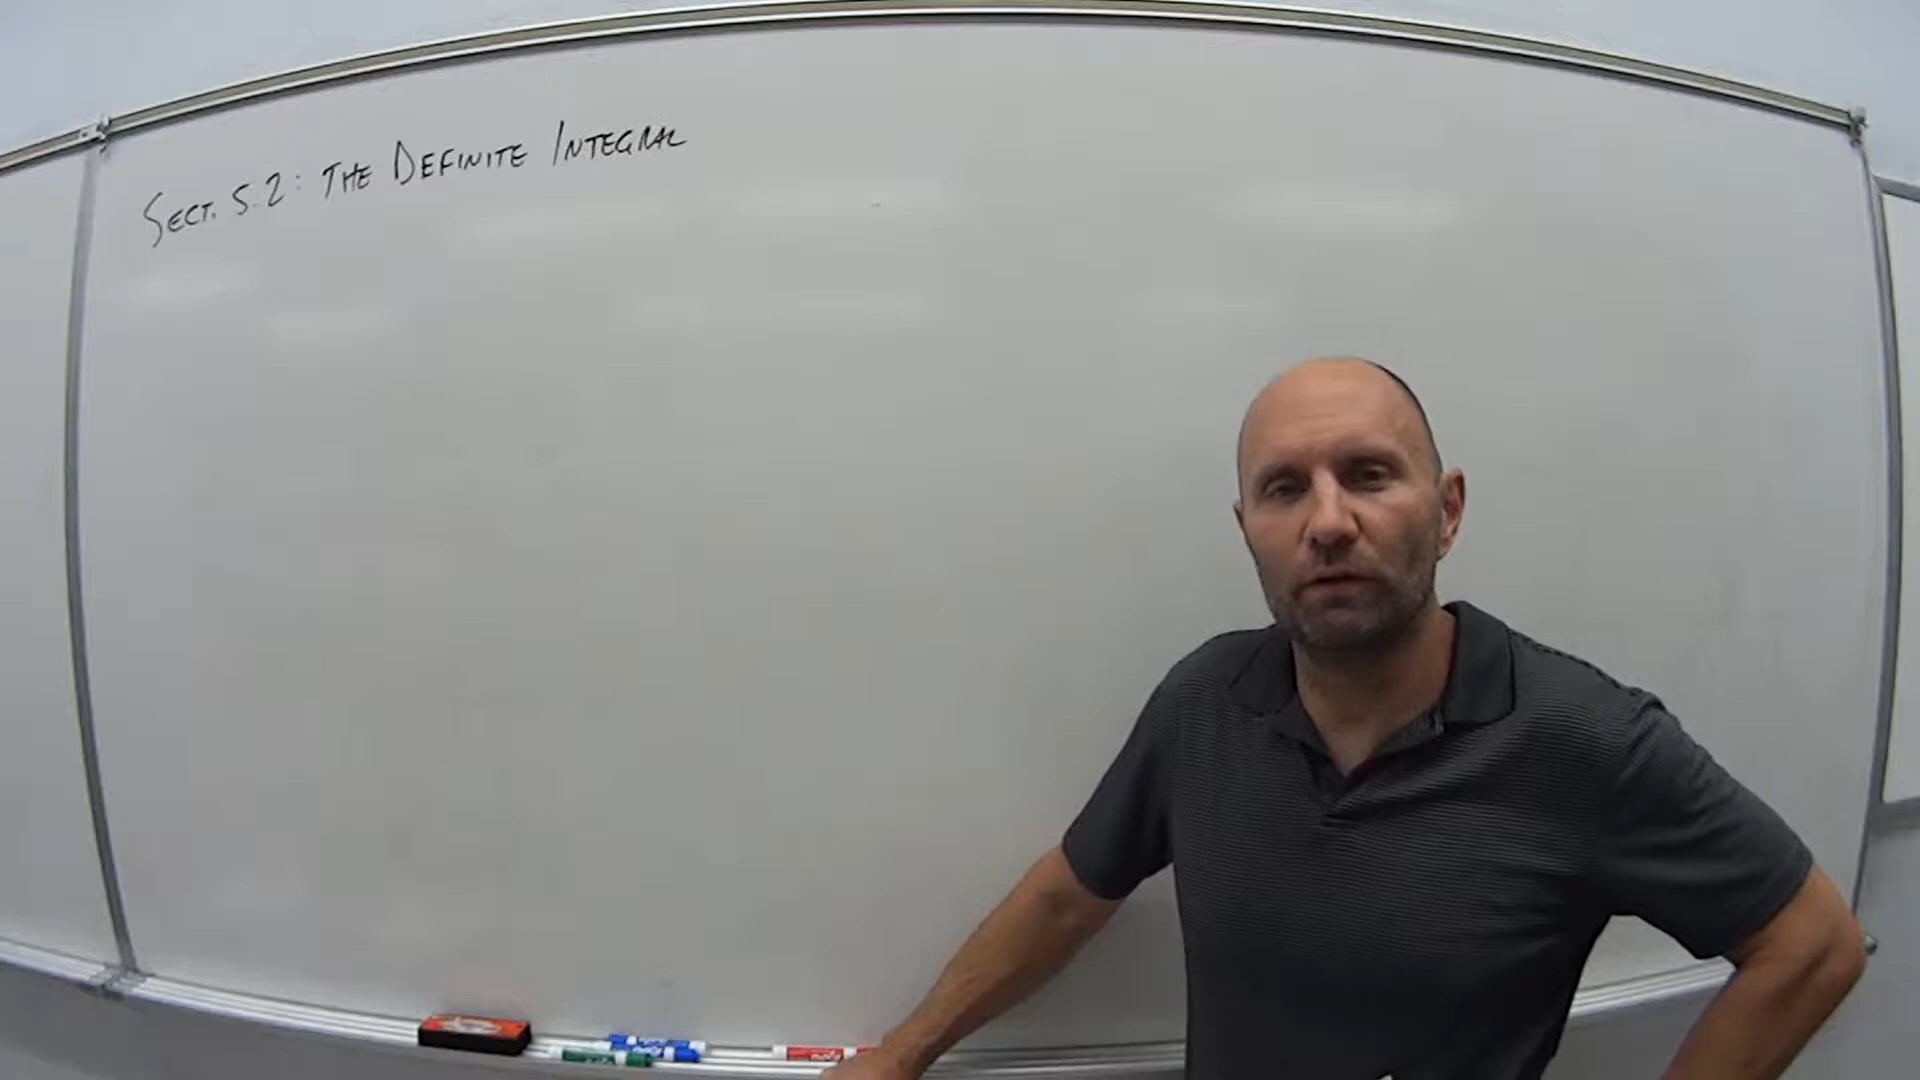 SECT. 5.2: THE DEFINITE INTEGRAL